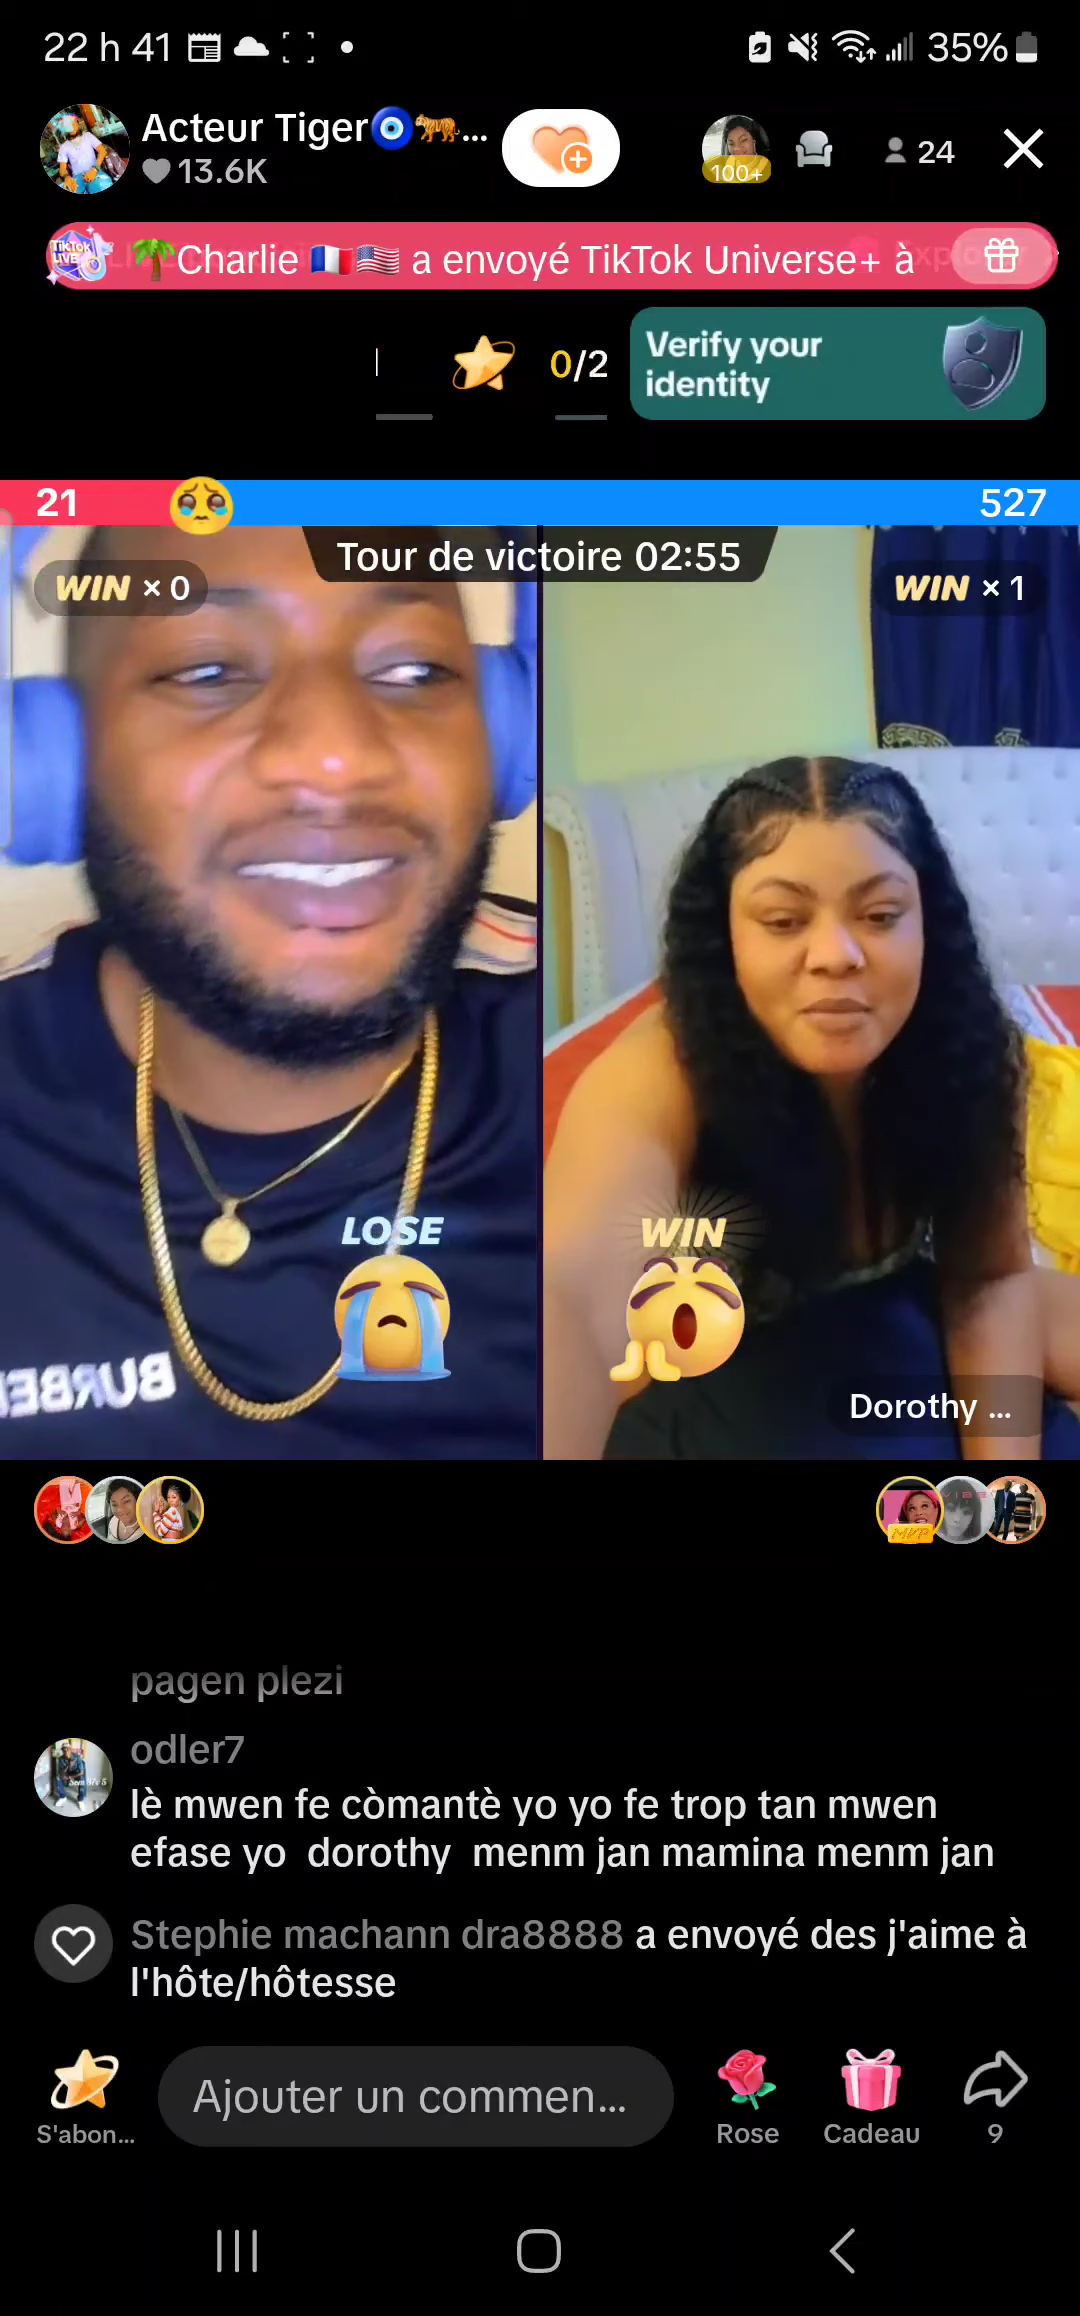 22 h 41
35%
Acteur Tiger🧿🐅...
13.6K
100+
24
🌴Charlie 🇫🇷🇺🇸 a envoyé TikTok Universe+ à
0/2
Verify your
identity
21
527
Tour de victoire 02:55
WIN × 0
WIN × 1
LOSE
WIN
Dorothy ...
MVP
pagen plezi
odler7
lè mwen fe còmantè yo yo fe trop tan mwen
efase yo dorothy menm jan mamina menm jan
Stephie machann dra8888 a envoyé des j'aime à
l'hôte/hôtesse
Ajouter un commen...
S'abon...
Rose
Cadeau
9